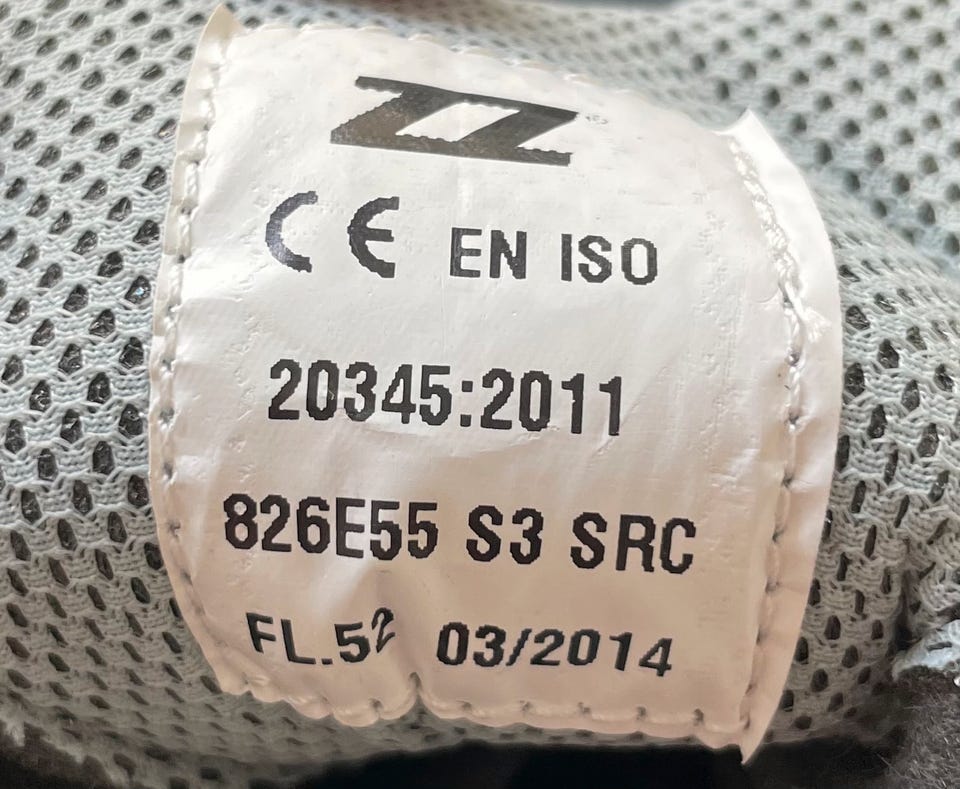 CE EN ISO
20345:2011
826E55 S3 SRC
FL.5² 03/2014